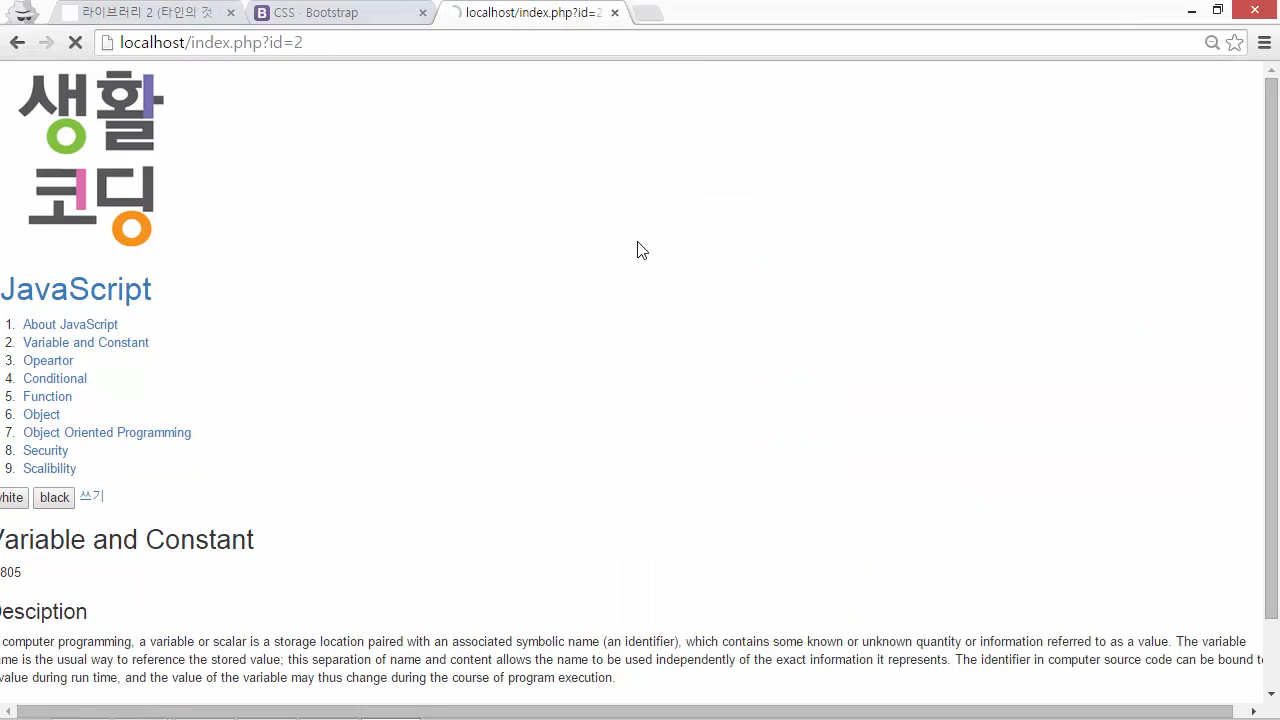 라이브러리 2 (타인의 것
CSS · Bootstrap
localhost/index.php?id=2
localhost/index.php?id=2
생활
코딩
JavaScript
1. About JavaScript
2. Variable and Constant
3. Opeartor
4. Conditional
5. Function
6. Object
7. Object Oriented Programming
8. Security
9. Scalibility
hite black 쓰기
Variable and Constant
805
Desciption
computer programming, a variable or scalar is a storage location paired with an associated symbolic name (an identifier), which contains some known or unknown quantity or information referred to as a value. The variable
me is the usual way to reference the stored value; this separation of name and content allows the name to be used independently of the exact information it represents. The identifier in computer source code can be bound t
value during run time, and the value of the variable may thus change during the course of program execution.